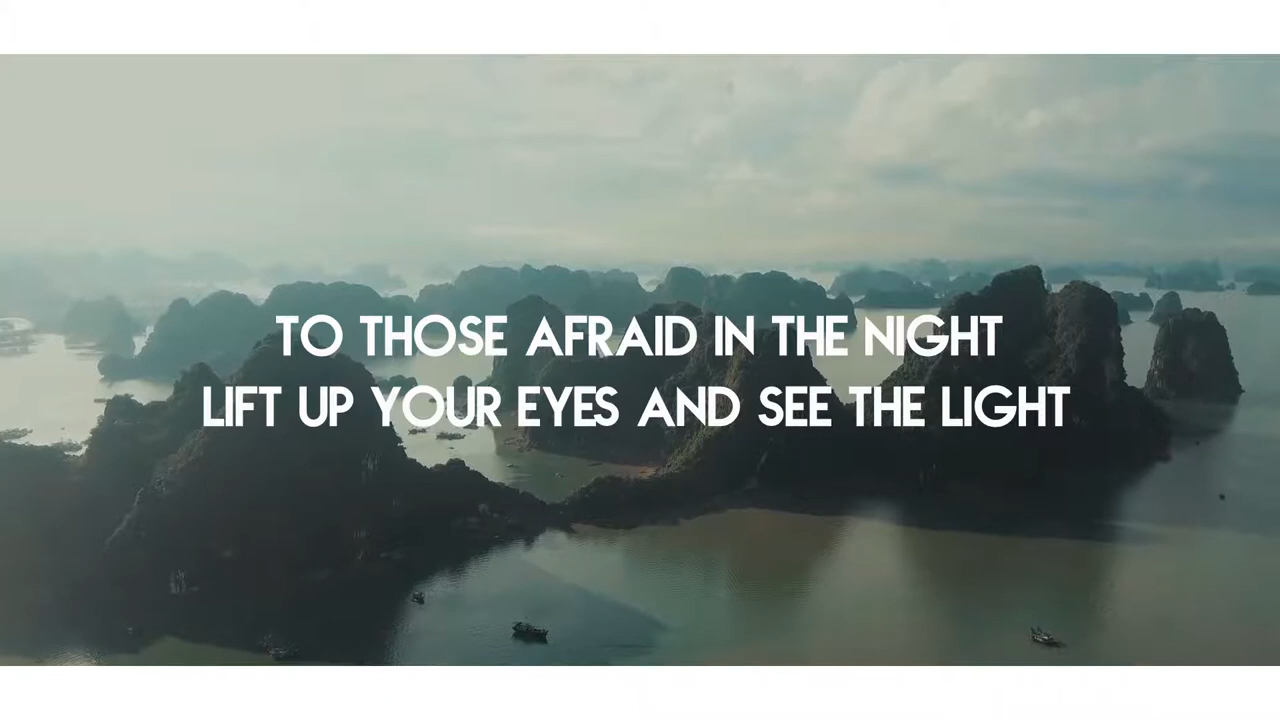 TO THOSE AFRAID IN THE NIGHT
LIFT UP YOUR EYES AND SEE THE LIGHT